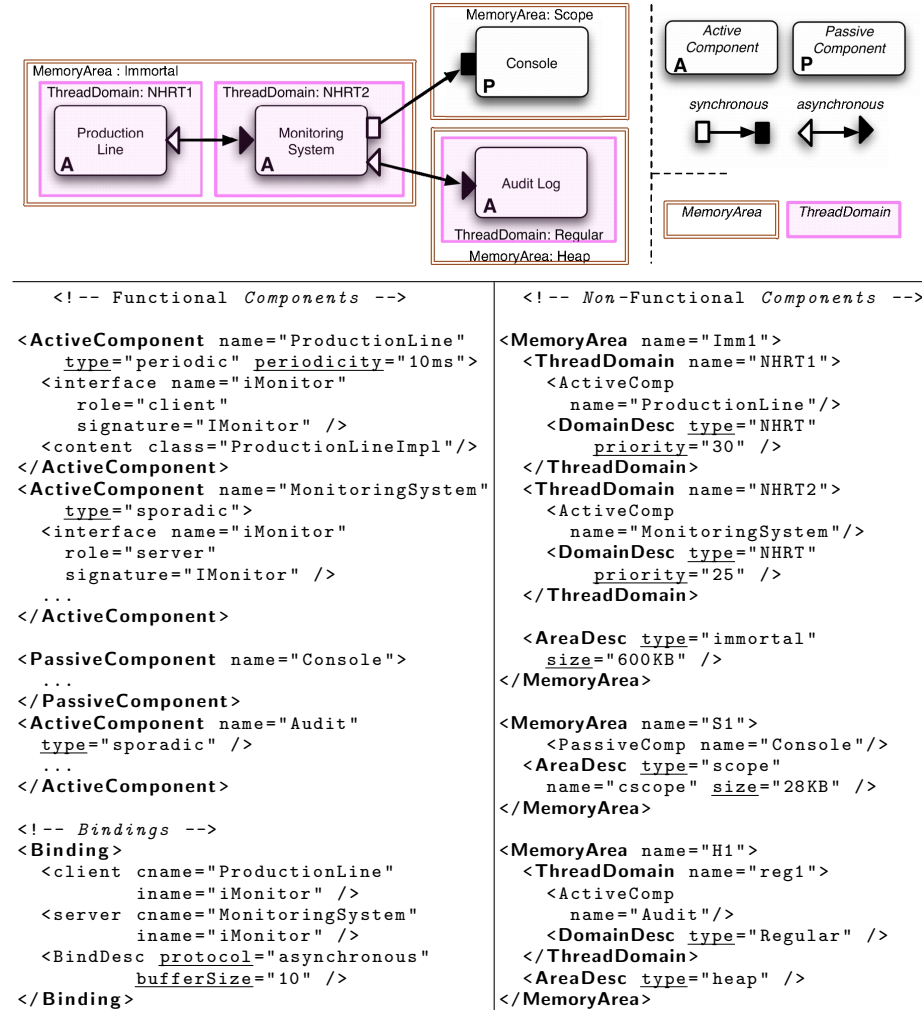 MemoryArea: Scope
Console
P
MemoryArea : Immortal
ThreadDomain: NHRT1
Production
Line
A
ThreadDomain: NHRT2
Monitoring
System
A
Audit Log
A
ThreadDomain: Regular
MemoryArea: Heap
Active
Component
A
Passive
Component
P
synchronous
asynchronous
MemoryArea
ThreadDomain
<!-- Functional Components -->
<ActiveComponent name="ProductionLine"
type="periodic" periodicity="10ms">
<interface name="iMonitor"
role="client"
signature="IMonitor" />
<content class="ProductionLineImpl"/>
</ActiveComponent>
<ActiveComponent name="MonitoringSystem"
type="sporadic">
<interface name="iMonitor"
role="server"
signature="IMonitor" />
...
</ActiveComponent>
<PassiveComponent name="Console">
...
</PassiveComponent>
<ActiveComponent name="Audit"
type="sporadic" />
...
</ActiveComponent>
<!-- Bindings -->
<Binding>
<client cname="ProductionLine"
iname="iMonitor" />
<server cname="MonitoringSystem"
iname="iMonitor" />
<BindDesc protocol="asynchronous"
bufferSize="10" />
</Binding>
<!-- Non-Functional Components -->
<MemoryArea name="Imm1">
<ThreadDomain name="NHRT1">
<ActiveComp
name="ProductionLine"/>
<DomainDesc type="NHRT"
priority="30" />
</ThreadDomain>
<ThreadDomain name="NHRT2">
<ActiveComp
name="MonitoringSystem"/>
<DomainDesc type="NHRT"
priority="25" />
</ThreadDomain>
<AreaDesc type="immortal"
size="600KB" />
</MemoryArea>
<MemoryArea name="S1">
<PassiveComp name="Console"/>
<AreaDesc type="scope"
name="cscope" size="28KB" />
</MemoryArea>
<MemoryArea name="H1">
<ThreadDomain name="reg1">
<ActiveComp
name="Audit"/>
<DomainDesc type="Regular" />
</ThreadDomain>
<AreaDesc type="heap" />
</MemoryArea>